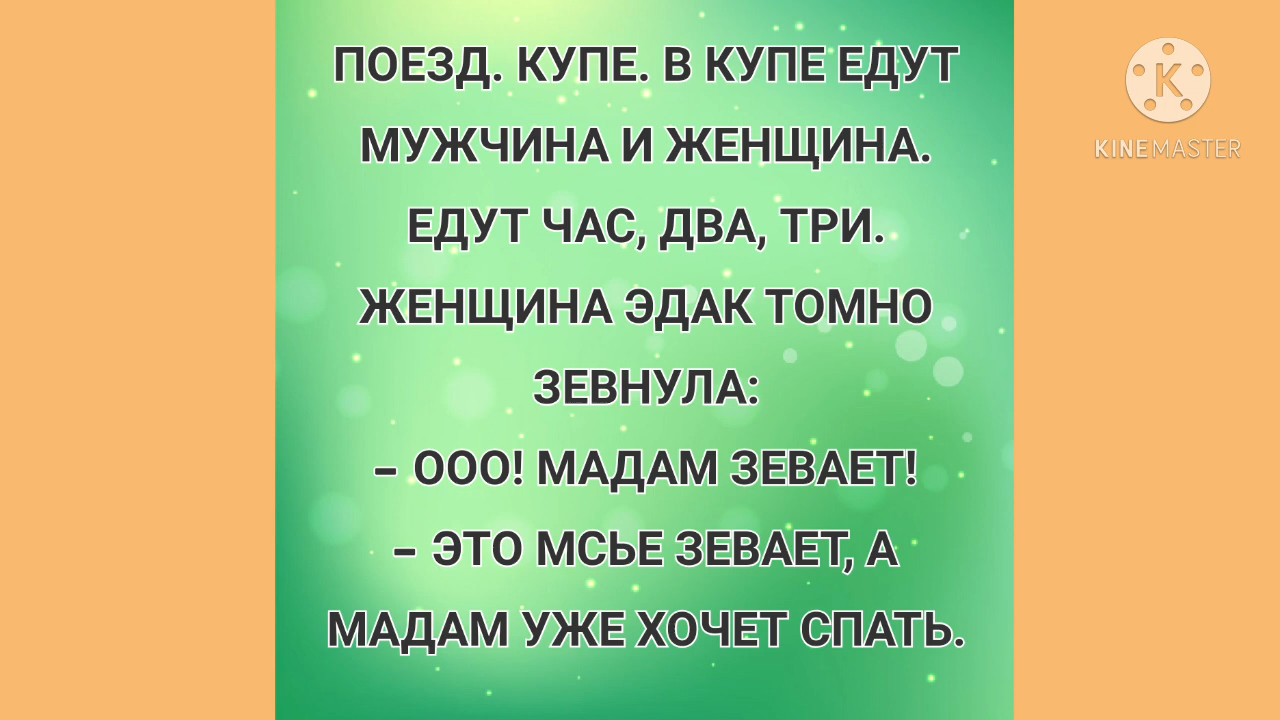 ПОЕЗД. КУПЕ. В КУПЕ ЕДУТ
МУЖЧИНА И ЖЕНЩИНА.
ЕДУТ ЧАС, ДВА, ТРИ.
ЖЕНЩИНА ЭДАК ТОМНО
ЗЕВНУЛА:
– ООО! МАДАМ ЗЕВАЕТ!
– ЭТО МСЬЕ ЗЕВАЕТ, А
МАДАМ УЖЕ ХОЧЕТ СПАТЬ.
K
KINEMASTER